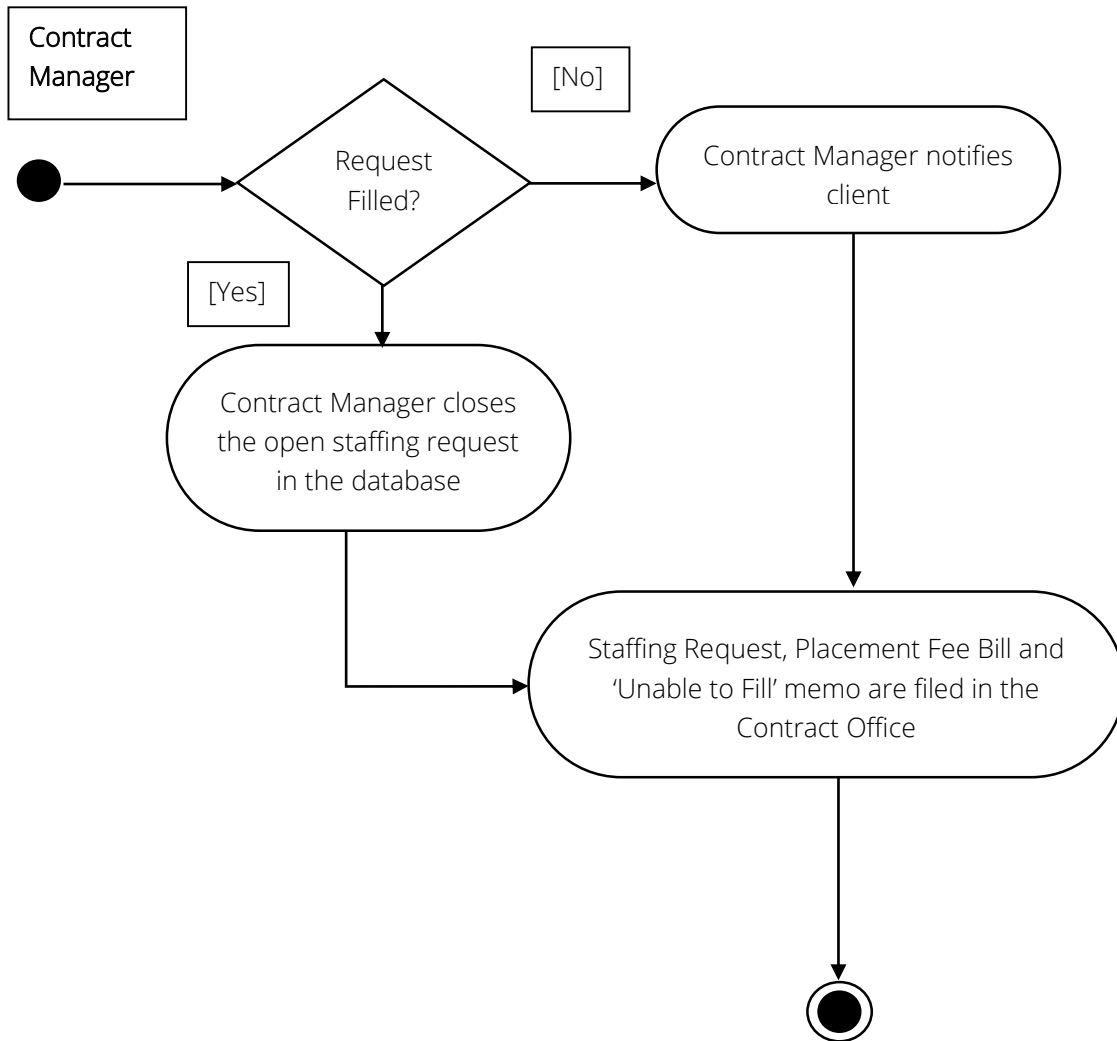 Contract
Manager
[No]
Request
Filled?
Contract Manager notifies
client
[Yes]
Contract Manager closes
the open staffing request
in the database
Staffing Request, Placement Fee Bill and
‘Unable to Fill’ memo are filed in the
Contract Office